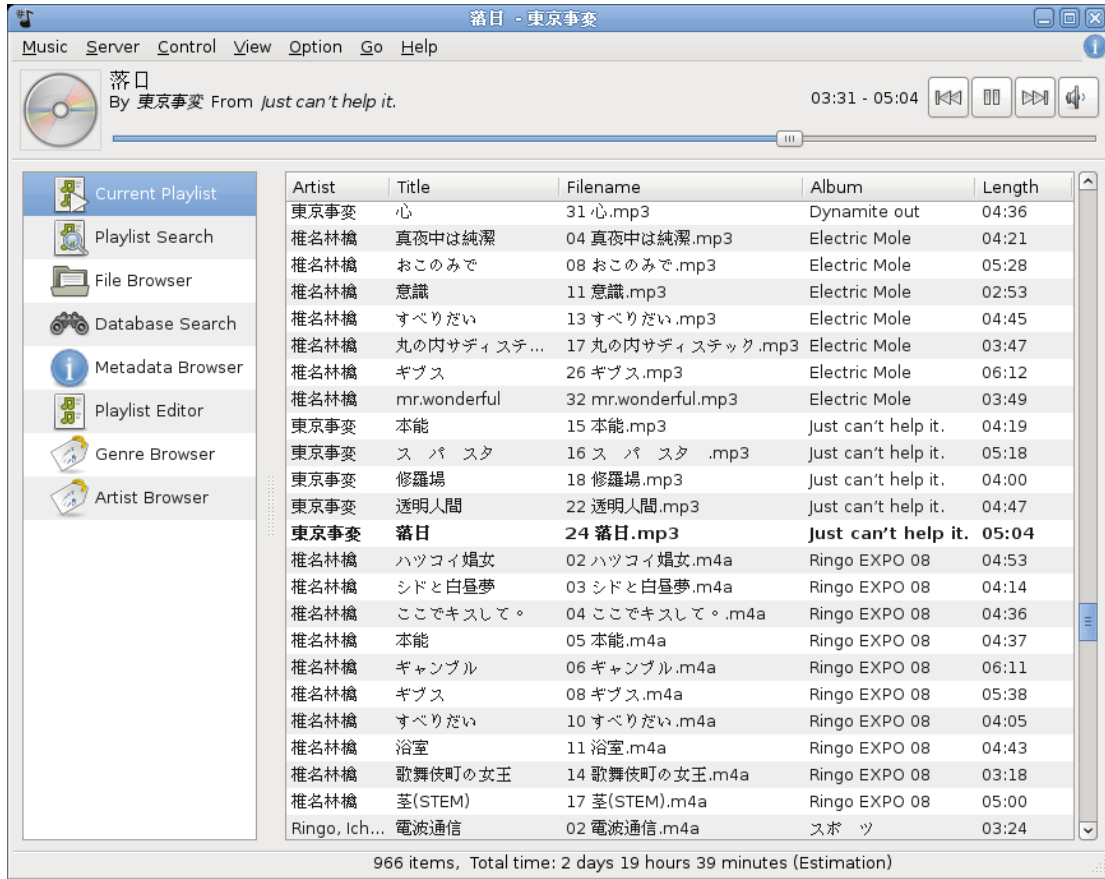 落日 - 東京事変
Music Server Control View Option Go Help
落日
By 東京事変 From Just can't help it.
03:31 - 05:04
Current Playlist
Playlist Search
File Browser
Database Search
Metadata Browser
Playlist Editor
Genre Browser
Artist Browser
Artist Title Filename Album Length
東京事変 心 31 心.mp3 Dynamite out 04:36
椎名林檎 真夜中は純潔 04 真夜中は純潔.mp3 Electric Mole 04:21
椎名林檎 おこのみで 08 おこのみで.mp3 Electric Mole 05:28
椎名林檎 意識 11 意識.mp3 Electric Mole 02:53
椎名林檎 すべりだい 13 すべりだい.mp3 Electric Mole 04:45
椎名林檎 丸の内サディステ... 17 丸の内サディステック.mp3 Electric Mole 03:47
椎名林檎 ギブス 26 ギブス.mp3 Electric Mole 06:12
椎名林檎 mr.wonderful 32 mr.wonderful.mp3 Electric Mole 03:49
東京事変 本能 15 本能.mp3 Just can't help it. 04:19
東京事変 ス パ スタ 16 ス パ スタ .mp3 Just can't help it. 05:18
東京事変 修羅場 18 修羅場.mp3 Just can't help it. 04:00
東京事変 透明人間 22 透明人間.mp3 Just can't help it. 04:47
東京事変 落日 24 落日.mp3 Just can't help it. 05:04
椎名林檎 ハツコイ娼女 02 ハツコイ娼女.m4a Ringo EXPO 08 04:53
椎名林檎 シドと白昼夢 03 シドと白昼夢.m4a Ringo EXPO 08 04:14
椎名林檎 ここでキスして。 04 ここでキスして。.m4a Ringo EXPO 08 04:36
椎名林檎 本能 05 本能.m4a Ringo EXPO 08 04:37
椎名林檎 ギャンブル 06 ギャンブル.m4a Ringo EXPO 08 06:11
椎名林檎 ギブス 08 ギブス.m4a Ringo EXPO 08 05:38
椎名林檎 すべりだい 10 すべりだい.m4a Ringo EXPO 08 04:05
椎名林檎 浴室 11 浴室.m4a Ringo EXPO 08 04:43
椎名林檎 歌舞伎町の女王 14 歌舞伎町の女王.m4a Ringo EXPO 08 03:18
椎名林檎 茎(STEM) 17 茎(STEM).m4a Ringo EXPO 08 05:00
Ringo, Ich... 電波通信 02 電波通信.m4a スポ ツ 03:24
966 items, Total time: 2 days 19 hours 39 minutes (Estimation)